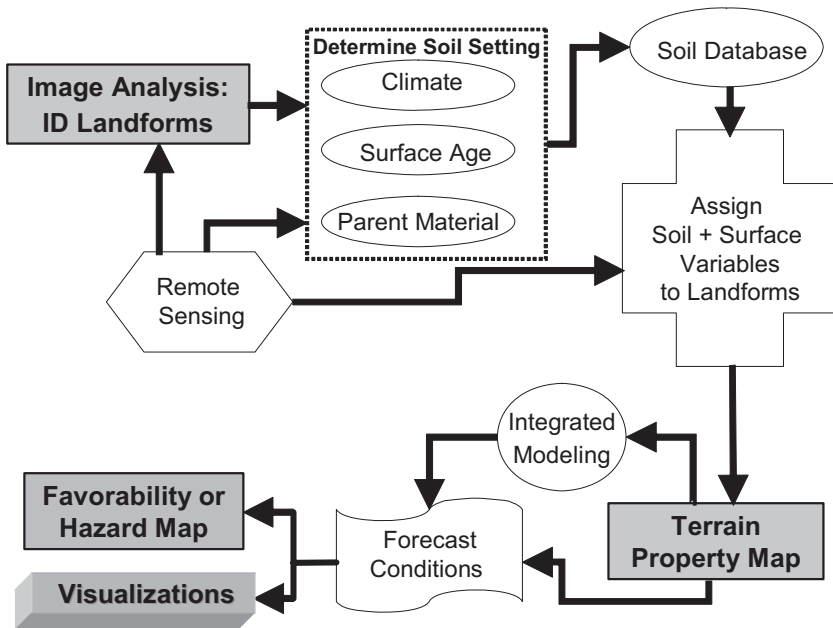 Determine Soil Setting
Climate
Surface Age
Parent Material
Image Analysis:
ID Landforms
Soil Database
Remote
Sensing
Assign
Soil + Surface
Variables
to Landforms
Integrated
Modeling
Terrain
Property Map
Forecast
Conditions
Favorability or
Hazard Map
Visualizations